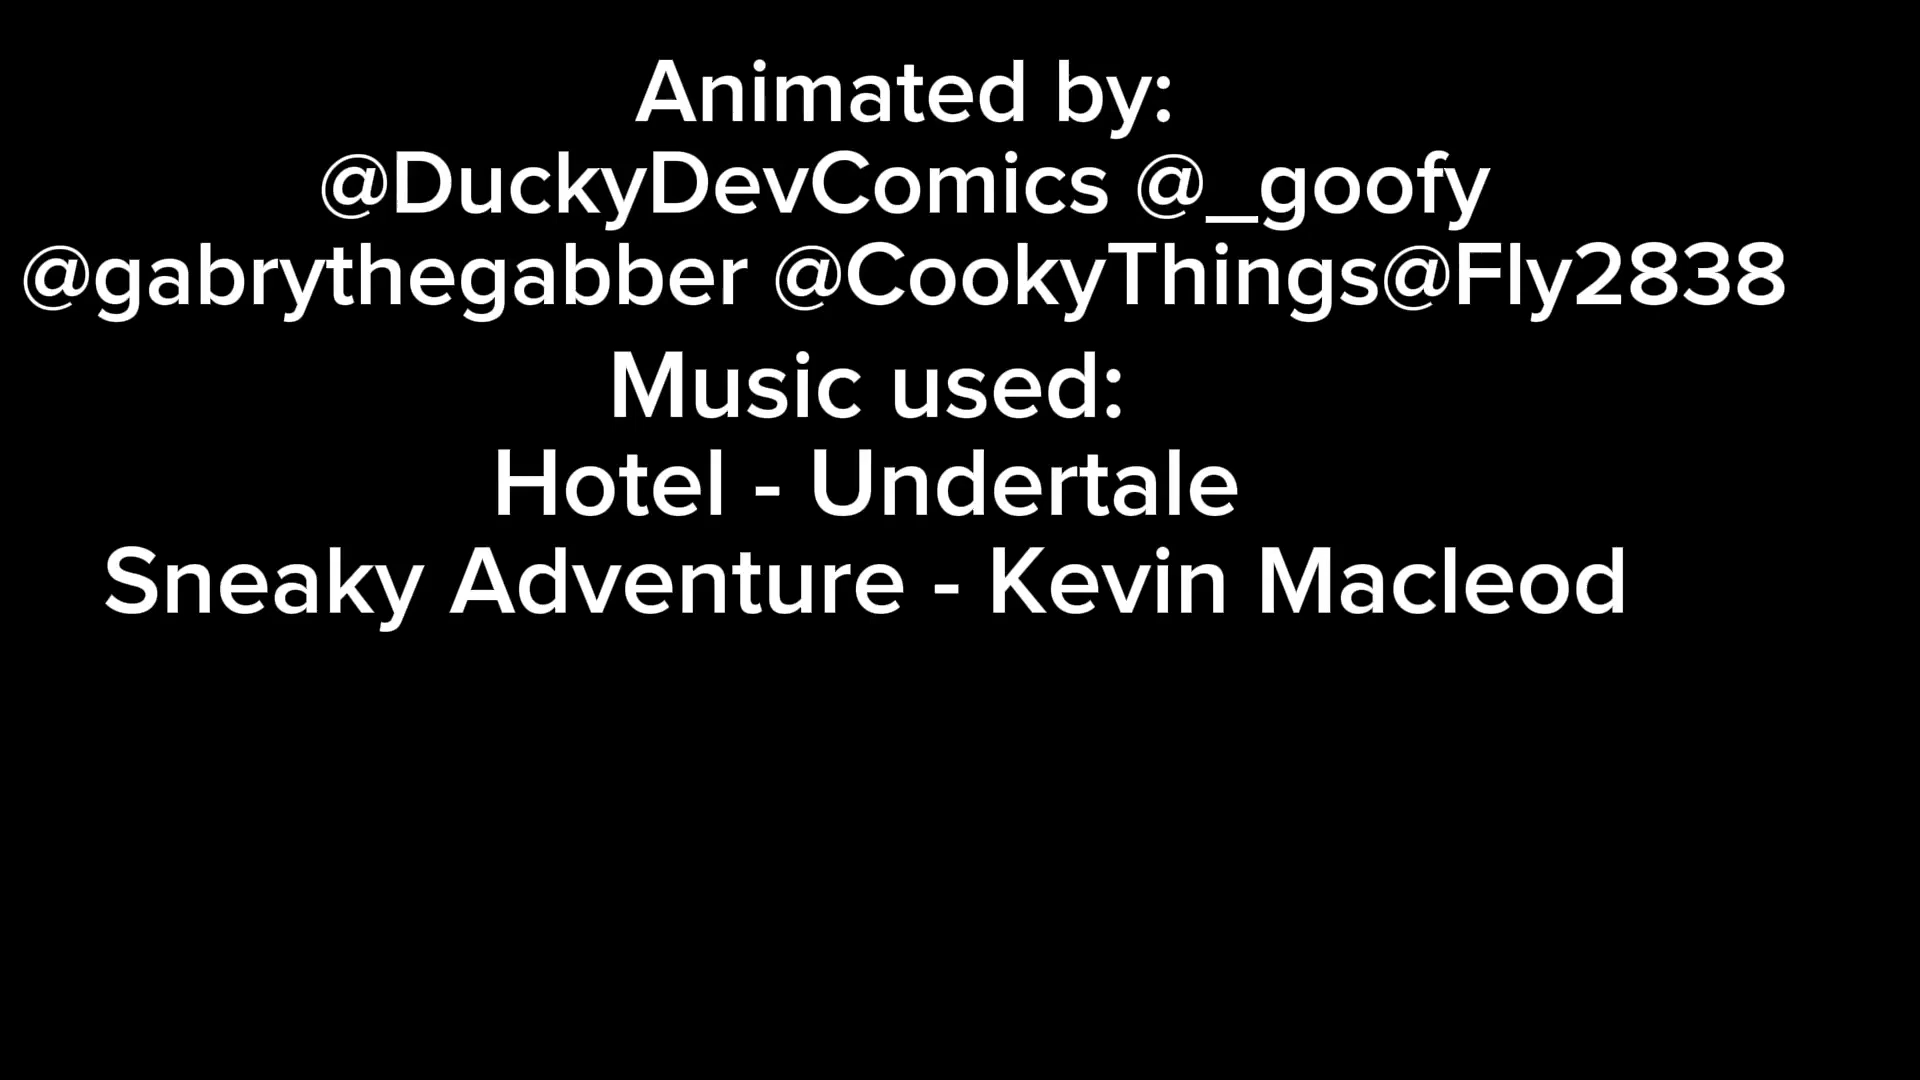 Animated by:
@DuckyDevComics @_goofy
@gabrythegabber @CookyThings@Fly2838
Music used:
Hotel - Undertale
Sneaky Adventure - Kevin Macleod